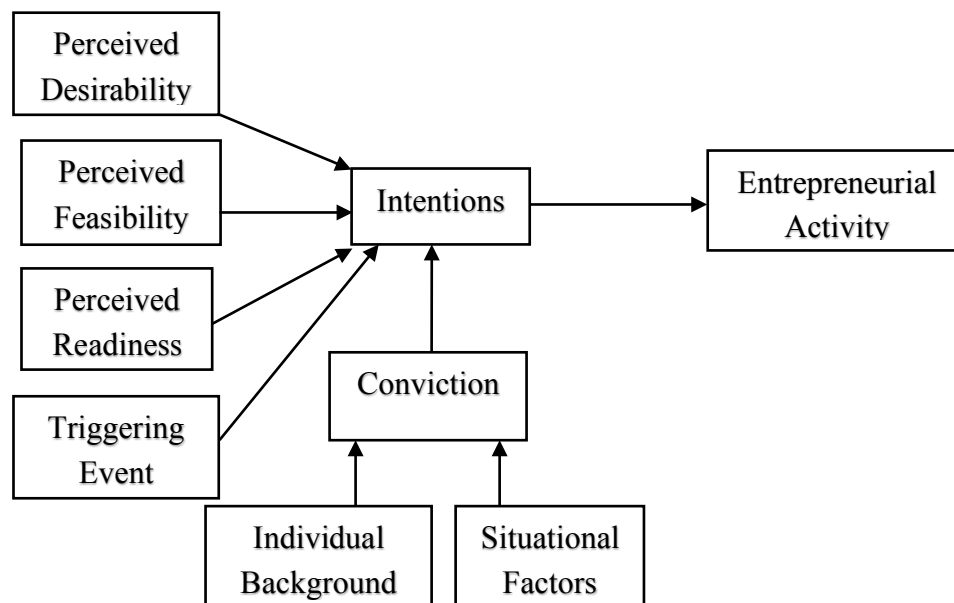 Perceived
Desirability
Perceived
Feasibility
Intentions
Entrepreneurial
Activity
Perceived
Readiness
Conviction
Triggering
Event
Individual
Background
Situational
Factors